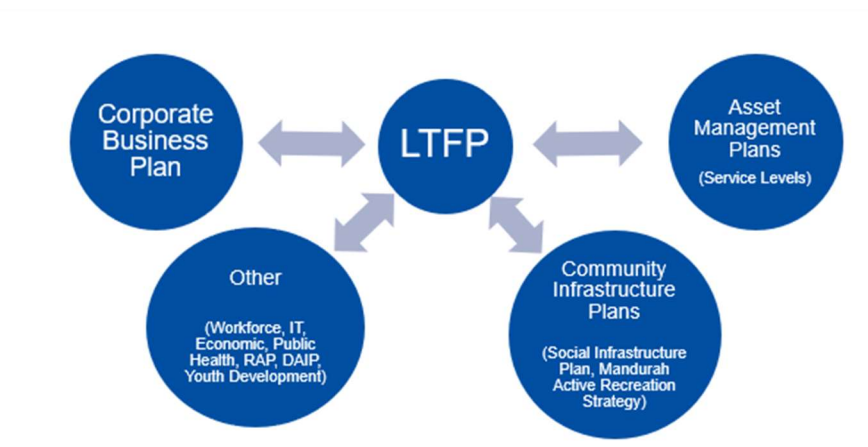 Corporate
Business
Plan
LTFP
Asset
Management
Plans
(Service Levels)
Other
(Workforce, IT,
Economic, Public
Health, RAP, DAIP,
Youth Development)
Community
Infrastructure
Plans
(Social Infrastructure
Plan, Mandurah
Active Recreation
Strategy)